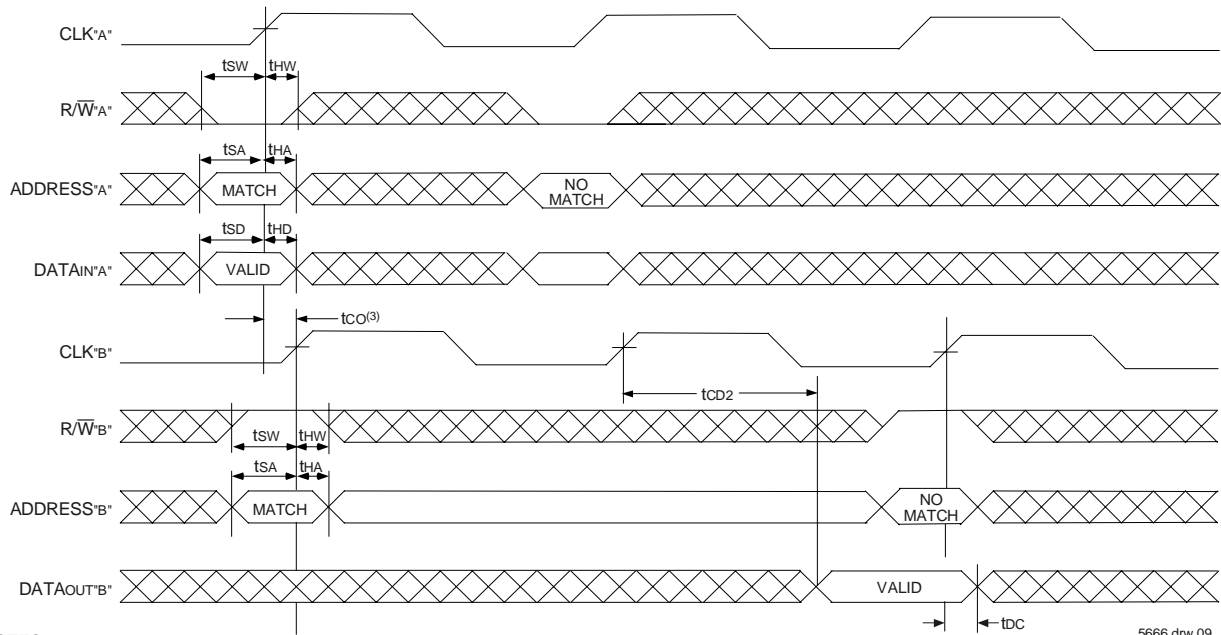 CLK"A"
tSW tHW
R/W̅"A"
tSA tHA
ADDRESS"A" MATCH NO MATCH
tSD tHD
DATAIN"A" VALID
tCO(3)
CLK"B"
tCD2
R/W̅"B"
tSW tHW
tSA tHA
ADDRESS"B" MATCH NO MATCH
DATAOUT"B" VALID
tDC
5666 drw 09